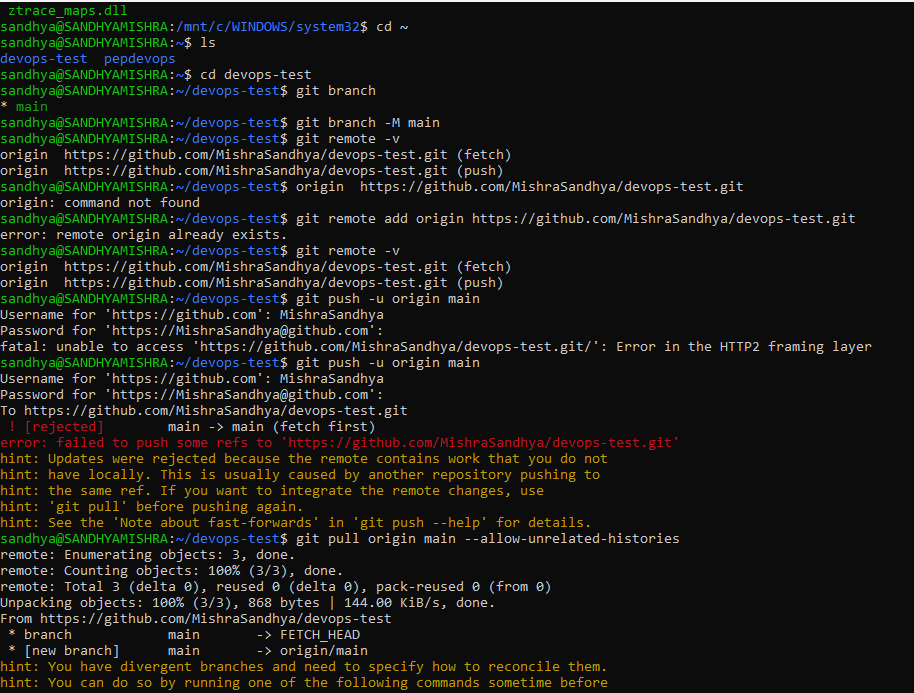 ztrace_maps.dll
sandhya@SANDHYAMISHRA:/mnt/c/WINDOWS/system32$ cd ~
sandhya@SANDHYAMISHRA:~$ ls
devops-test  pepdevops
sandhya@SANDHYAMISHRA:~$ cd devops-test
sandhya@SANDHYAMISHRA:~/devops-test$ git branch
* main
sandhya@SANDHYAMISHRA:~/devops-test$ git branch -M main
sandhya@SANDHYAMISHRA:~/devops-test$ git remote -v
origin  https://github.com/MishraSandhya/devops-test.git (fetch)
origin  https://github.com/MishraSandhya/devops-test.git (push)
sandhya@SANDHYAMISHRA:~/devops-test$ origin  https://github.com/MishraSandhya/devops-test.git
origin: command not found
sandhya@SANDHYAMISHRA:~/devops-test$ git remote add origin https://github.com/MishraSandhya/devops-test.git
error: remote origin already exists.
sandhya@SANDHYAMISHRA:~/devops-test$ git remote -v
origin  https://github.com/MishraSandhya/devops-test.git (fetch)
origin  https://github.com/MishraSandhya/devops-test.git (push)
sandhya@SANDHYAMISHRA:~/devops-test$ git push -u origin main
Username for 'https://github.com': MishraSandhya
Password for 'https://MishraSandhya@github.com':
fatal: unable to access 'https://github.com/MishraSandhya/devops-test.git/': Error in the HTTP2 framing layer
sandhya@SANDHYAMISHRA:~/devops-test$ git push -u origin main
Username for 'https://github.com': MishraSandhya
Password for 'https://MishraSandhya@github.com':
To https://github.com/MishraSandhya/devops-test.git
 ! [rejected]        main -> main (fetch first)
error: failed to push some refs to 'https://github.com/MishraSandhya/devops-test.git'
hint: Updates were rejected because the remote contains work that you do not
hint: have locally. This is usually caused by another repository pushing to
hint: the same ref. If you want to integrate the remote changes, use
hint: 'git pull' before pushing again.
hint: See the 'Note about fast-forwards' in 'git push --help' for details.
sandhya@SANDHYAMISHRA:~/devops-test$ git pull origin main --allow-unrelated-histories
remote: Enumerating objects: 3, done.
remote: Counting objects: 100% (3/3), done.
remote: Total 3 (delta 0), reused 0 (delta 0), pack-reused 0 (from 0)
Unpacking objects: 100% (3/3), 868 bytes | 144.00 KiB/s, done.
From https://github.com/MishraSandhya/devops-test
 * branch            main       -> FETCH_HEAD
 * [new branch]      main       -> origin/main
hint: You have divergent branches and need to specify how to reconcile them.
hint: You can do so by running one of the following commands sometime before